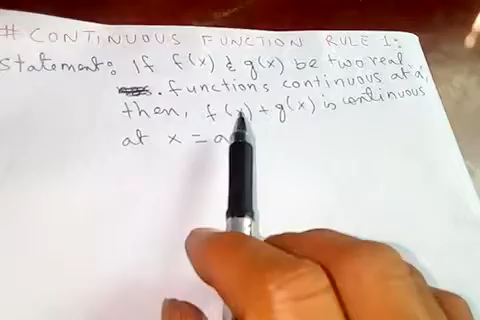 # CONTINUOUS FUNCTION RULE 1:
Statement: If f(x) & g(x) be two real
functions continuous at 'a',
then, f(x) + g(x) is continuous
at x = a